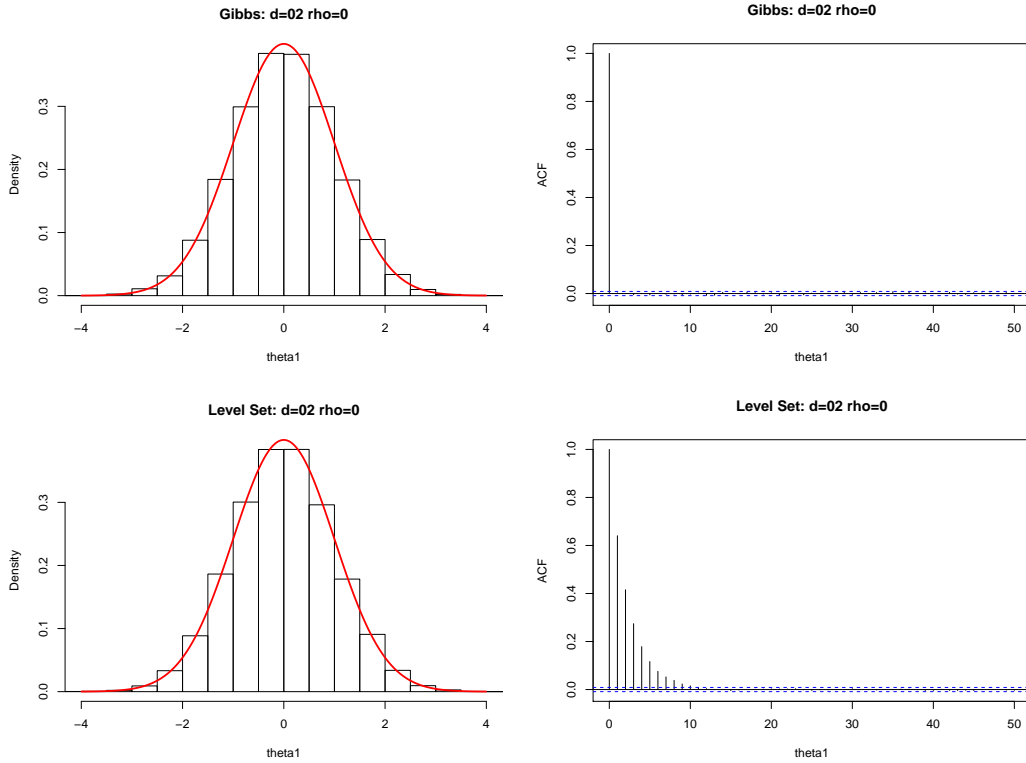 Gibbs: d=02 rho=0
Density
0.0 0.1 0.2 0.3
−4 −2 0 2 4
theta1
Gibbs: d=02 rho=0
ACF
0.0 0.2 0.4 0.6 0.8 1.0
0 10 20 30 40 50
theta1
Level Set: d=02 rho=0
Density
0.0 0.1 0.2 0.3
−4 −2 0 2 4
theta1
Level Set: d=02 rho=0
ACF
0.0 0.2 0.4 0.6 0.8 1.0
0 10 20 30 40 50
theta1